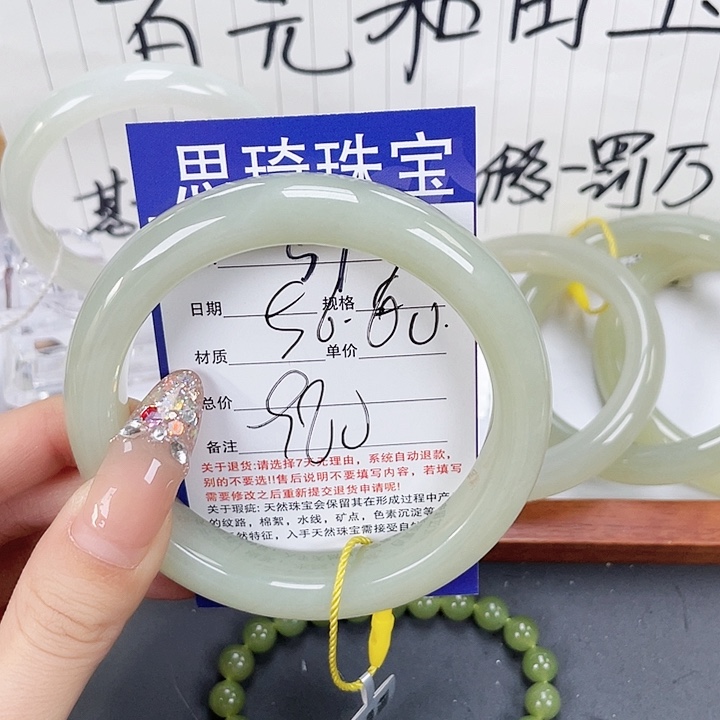 百元和田玉
思琦珠宝
假一罚万
日期 规格
56-60.
材质 单价
总价
920
备注
关于退货:请选择7天无理由，系统自动退款，
别的不要选!!售后说明不要填写内容，若填写
需要修改之后重新提交退货申请呢!
关于瑕疵: 天然珠宝会保留其在形成过程中产
的纹路，棉絮，水线，矿点，色素沉淀等
然特征，入手天然珠宝需接受自